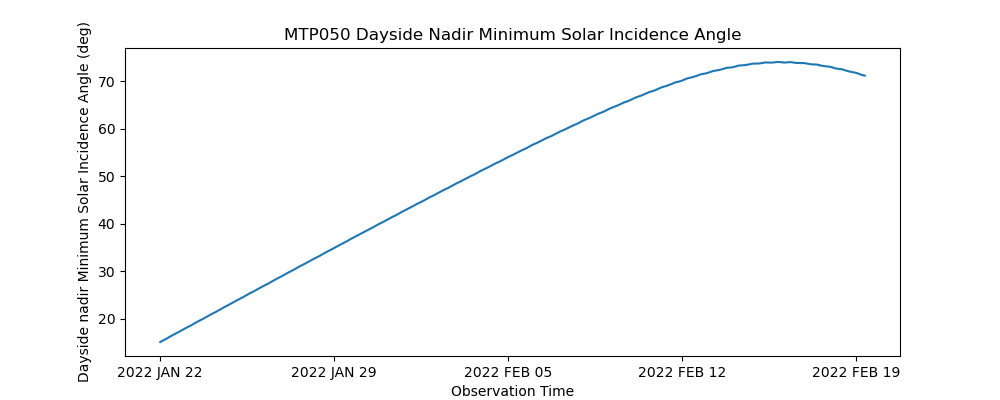 MTP050 Dayside Nadir Minimum Solar Incidence Angle
Dayside nadir Minimum Solar Incidence Angle (deg)
70
60
50
40
30
20
2022 JAN 22
2022 JAN 29
2022 FEB 05
2022 FEB 12
2022 FEB 19
Observation Time